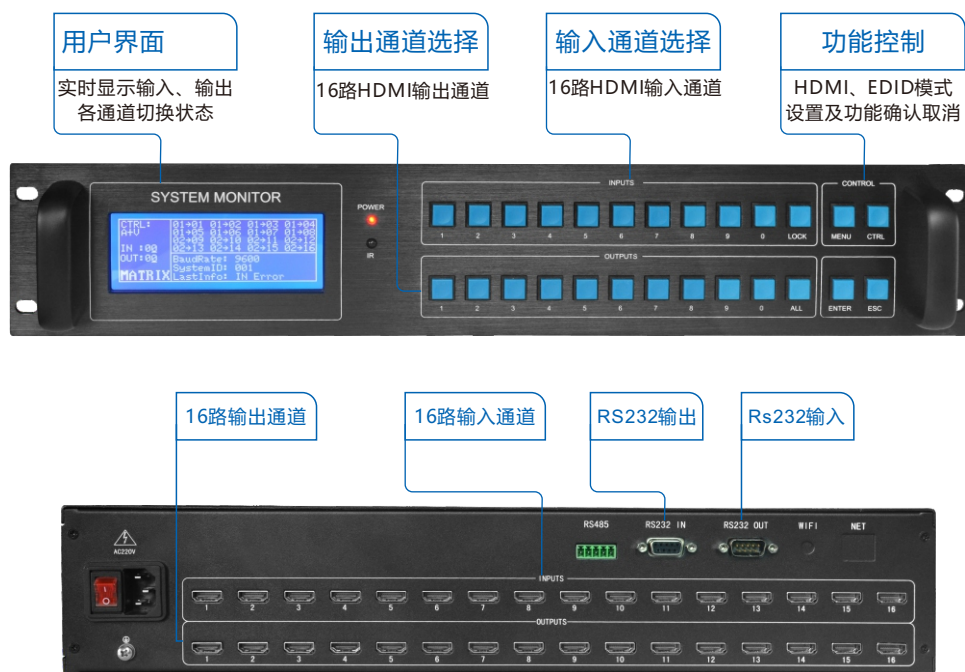 用户界面
输出通道选择
输入通道选择
功能控制
实时显示输入、输出
各通道切换状态
16路HDMI输出通道
16路HDMI输入通道
HDMI、EDID模式
设置及功能确认取消
SYSTEM MONITOR
CTRL: 01→01 01→02 01→03 01→04
A+V 01→05 01→06 01→07 01→08
02→09 02→10 02→11 02→12
IN :00 02→13 02→14 02→15 02→16
OUT:00 BaudRate: 9600
SystemID: 001
MATRIX LastInfo: IN Error
POWER
IR
INPUTS
1 2 3 4 5 6 7 8 9 0 LOCK
OUTPUTS
1 2 3 4 5 6 7 8 9 0 ALL
CONTROL
MENU CTRL
ENTER ESC
16路输出通道
16路输入通道
RS232输出
Rs232输入
AC220V
RS485 RS232 IN RS232 OUT WIFI NET
INPUTS
1 2 3 4 5 6 7 8 9 10 11 12 13 14 15 16
OUTPUTS
1 2 3 4 5 6 7 8 9 10 11 12 13 14 15 16